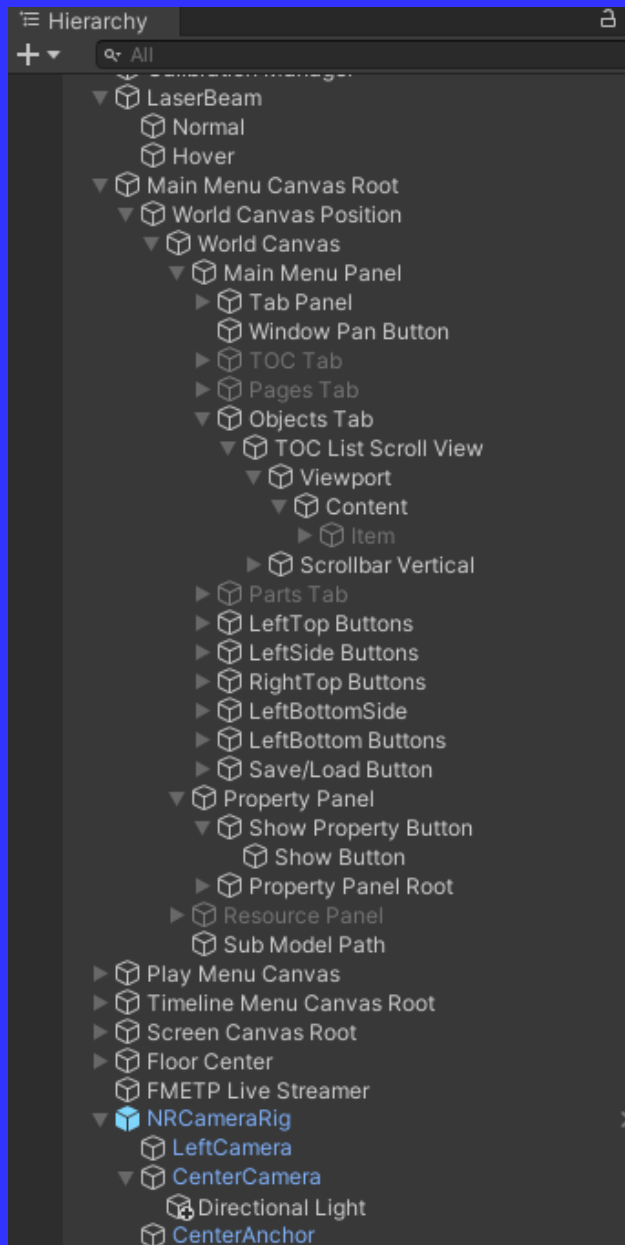 Hierarchy
All
LaserBeam
Normal
Hover
Main Menu Canvas Root
World Canvas Position
World Canvas
Main Menu Panel
Tab Panel
Window Pan Button
TOC Tab
Pages Tab
Objects Tab
TOC List Scroll View
Viewport
Content
Item
Scrollbar Vertical
Parts Tab
LeftTop Buttons
LeftSide Buttons
RightTop Buttons
LeftBottomSide
LeftBottom Buttons
Save/Load Button
Property Panel
Show Property Button
Show Button
Property Panel Root
Resource Panel
Sub Model Path
Play Menu Canvas
Timeline Menu Canvas Root
Screen Canvas Root
Floor Center
FMETP Live Streamer
NRCameraRig
LeftCamera
CenterCamera
Directional Light
CenterAnchor